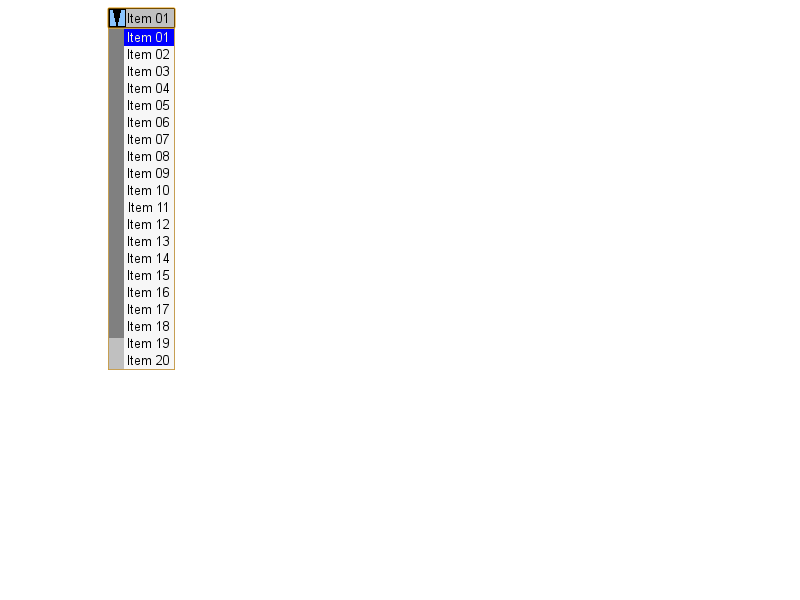 Item 01
Item 01
Item 02
Item 03
Item 04
Item 05
Item 06
Item 07
Item 08
Item 09
Item 10
Item 11
Item 12
Item 13
Item 14
Item 15
Item 16
Item 17
Item 18
Item 19
Item 20